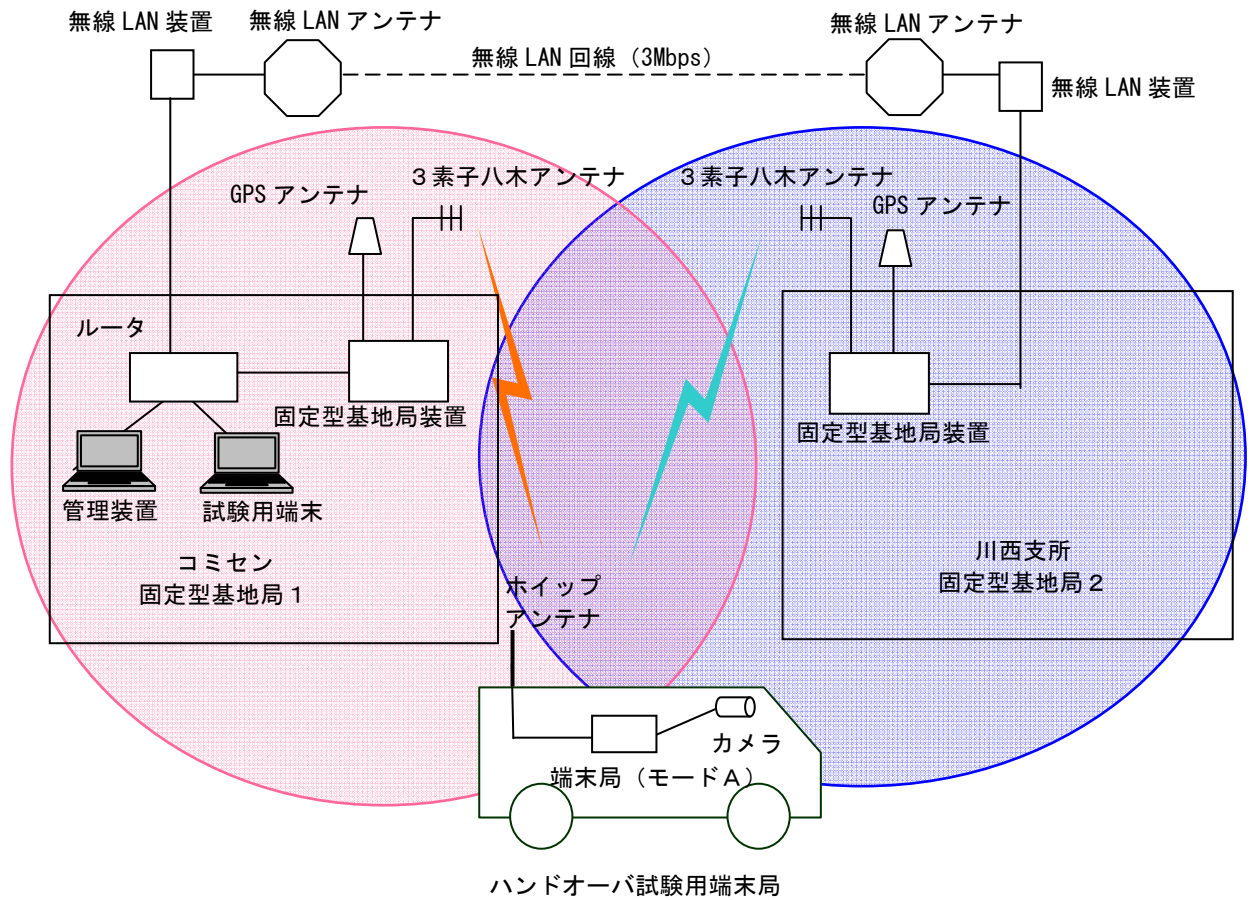 無線 LAN 装置
無線 LAN アンテナ
無線 LAN 回線（3Mbps）
無線 LAN アンテナ
無線 LAN 装置
３素子八木アンテナ
３素子八木アンテナ
GPS アンテナ
GPS アンテナ
ルータ
固定型基地局装置
固定型基地局装置
管理装置
試験用端末
コミセン
固定型基地局１
川西支所
固定型基地局２
ホイップ
アンテナ
カメラ
端末局（モードＡ）
ハンドオーバ試験用端末局